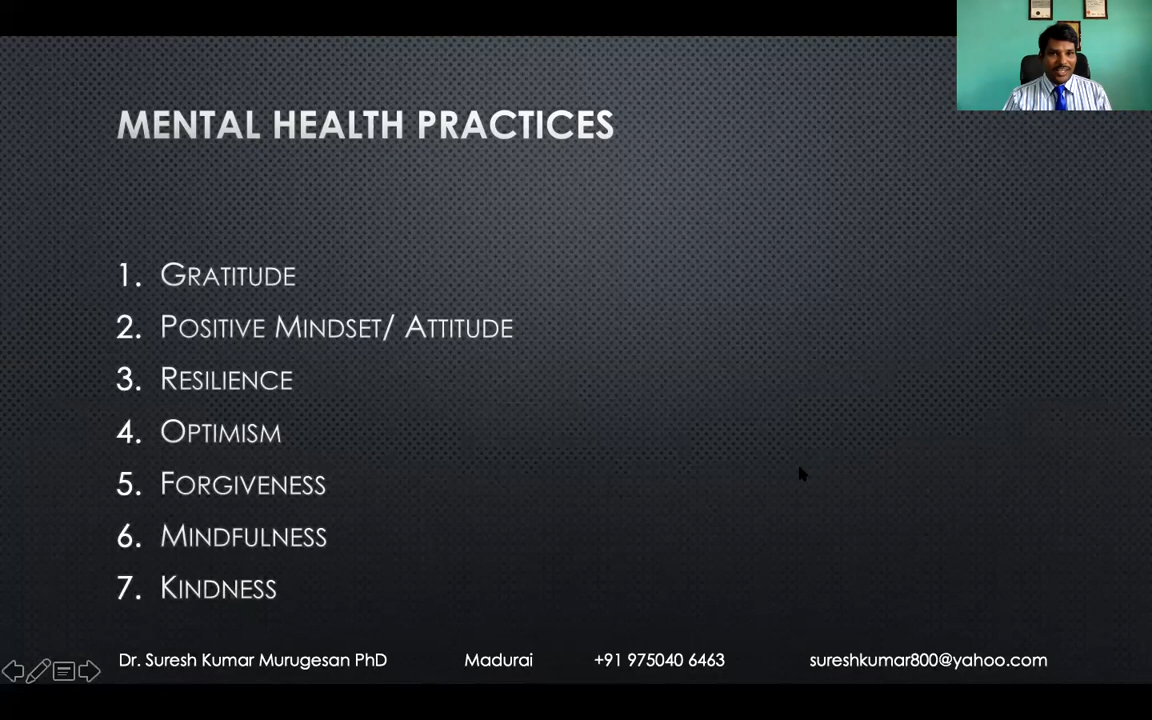 MENTAL HEALTH PRACTICES
1. GRATITUDE
2. POSITIVE MINDSET/ ATTITUDE
3. RESILIENCE
4. OPTIMISM
5. FORGIVENESS
6. MINDFULNESS
7. KINDNESS
Dr. Suresh Kumar Murugesan PhD Madurai +91 975040 6463 sureshkumar800@yahoo.com